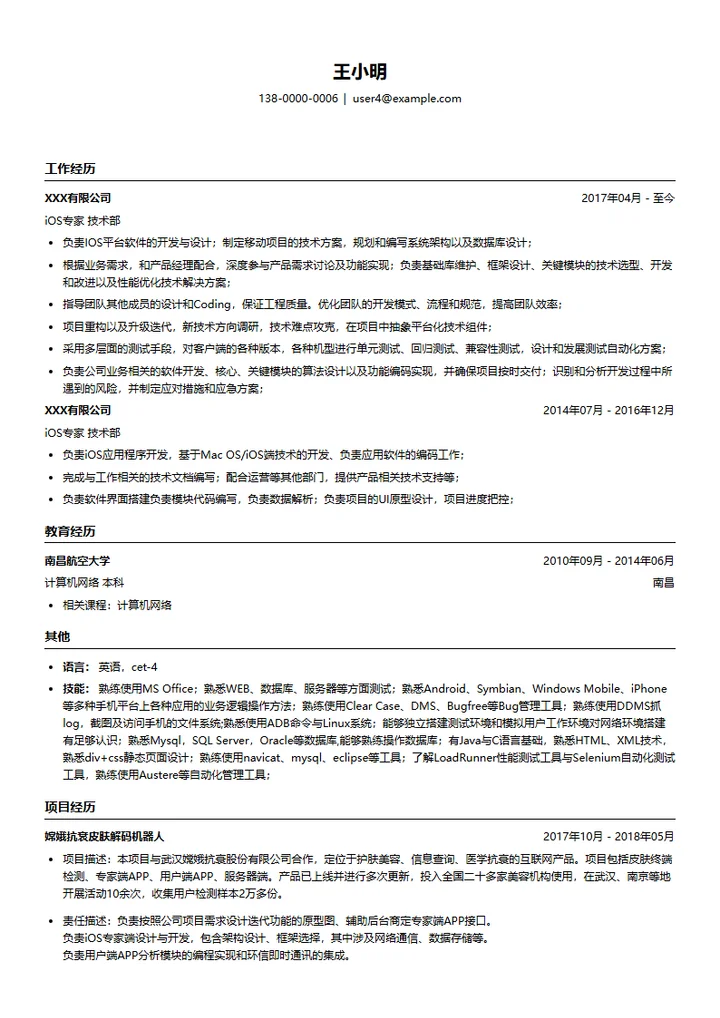 王小明
138-0000-0006 | user4@example.com
工作经历
XXX有限公司 2017年04月 - 至今
iOS专家 技术部
• 负责IOS平台软件的开发与设计；制定移动项目的技术方案，规划和编写系统架构以及数据库设计；
• 根据业务需求，和产品经理配合，深度参与产品需求讨论及功能实现；负责基础库维护、框架设计、关键模块的技术选型、开发
和改进以及性能优化技术解决方案；
• 指导团队其他成员的设计和Coding，保证工程质量。优化团队的开发模式、流程和规范，提高团队效率；
• 项目重构以及升级迭代，新技术方向调研，技术难点攻克，在项目中抽象平台化技术组件；
• 采用多层面的测试手段，对客户端的各种版本，各种机型进行单元测试、回归测试、兼容性测试，设计和发展测试自动化方案；
• 负责公司业务相关的软件开发、核心、关键模块的算法设计以及功能编码实现，并确保项目按时交付；识别和分析开发过程中所
遇到的风险，并制定应对措施和应急方案；
XXX有限公司 2014年07月 - 2016年12月
iOS专家 技术部
• 负责iOS应用程序开发，基于Mac OS/iOS端技术的开发、负责应用软件的编码工作；
• 完成与工作相关的技术文档编写；配合运营等其他部门，提供产品相关技术支持等；
• 负责软件界面搭建负责模块代码编写，负责数据解析；负责项目的UI原型设计，项目进度把控；
教育经历
南昌航空大学 2010年09月 - 2014年06月
计算机网络 本科 南昌
• 相关课程：计算机网络
其他
• 语言： 英语，cet-4
• 技能： 熟练使用MS Office；熟悉WEB、数据库、服务器等方面测试；熟悉Android、Symbian、Windows Mobile、iPhone
等多种手机平台上各种应用的业务逻辑操作方法；熟练使用Clear Case、DMS、Bugfree等Bug管理工具；熟练使用DDMS抓
log，截图及访问手机的文件系统;熟悉使用ADB命令与Linux系统；能够独立搭建测试环境和模拟用户工作环境对网络环境搭建
有足够认识；熟悉Mysql，SQL Server，Oracle等数据库,能够熟练操作数据库；有Java与C语言基础，熟悉HTML、XML技术，
熟悉div+css静态页面设计；熟练使用navicat、mysql、eclipse等工具；了解LoadRunner性能测试工具与Selenium自动化测试
工具，熟练使用Austere等自动化管理工具；
项目经历
嫦娥抗衰皮肤解码机器人 2017年10月 - 2018年05月
• 项目描述：本项目与武汉嫦娥抗衰股份有限公司合作，定位于护肤美容、信息查询、医学抗衰的互联网产品。项目包括皮肤终端
检测、专家端APP、用户端APP、服务器端。产品已上线并进行多次更新，投入全国二十多家美容机构使用，在武汉、南京等地
开展活动10余次，收集用户检测样本2万多份。
• 责任描述：负责按照公司项目需求设计迭代功能的原型图、辅助后台商定专家端APP接口。
负责iOS专家端设计与开发，包含架构设计、框架选择，其中涉及网络通信、数据存储等。
负责用户端APP分析模块的编程实现和环信即时通讯的集成。